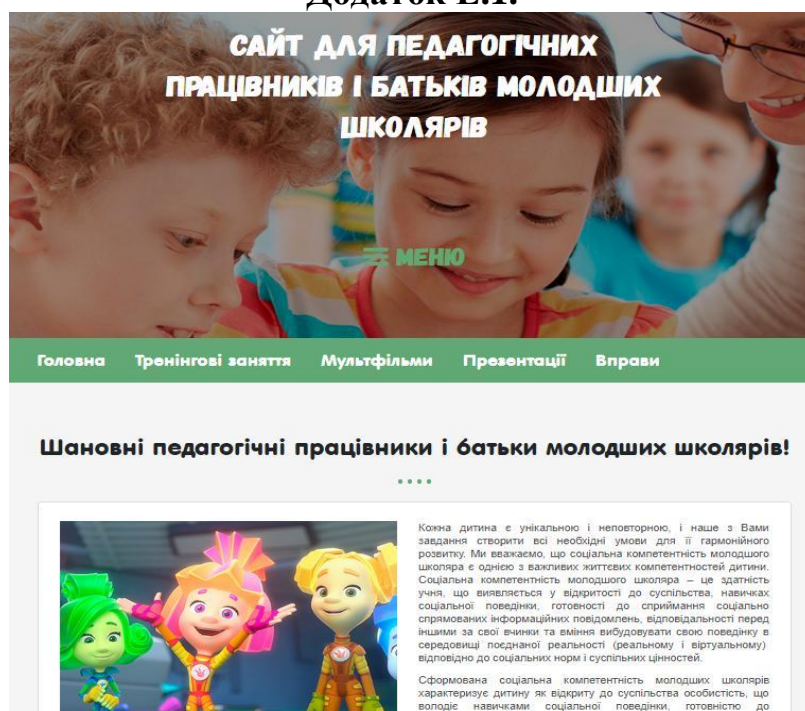 САЙТ ДЛЯ ПЕДАГОГІЧНИХ
ПРАЦІВНИКІВ І БАТЬКІВ МОЛОДШИХ
ШКОЛЯРІВ
МЕНЮ
Головна Тренінгові заняття Мультфільми Презентації Вправи
Шановні педагогічні працівники і батьки молодших школярів!
Кожна дитина є унікальною і неповторною, і наше з Вами
завдання створити всі необхідні умови для її гармонійного
розвитку. Ми вважаємо, що соціальна компетентність молодшого
школяра є однією з важливих життєвих компетентностей дитини.
Соціальна компетентність молодшого школяра – це здатність
учня, що виявляється у відкритості до суспільства, навичках
соціальної поведінки, готовності до сприймання соціально
спрямованих інформаційних повідомлень, відповідальності перед
іншими за свої вчинки та вміння вибудовувати свою поведінку в
середовищі поєднаної реальності (реальному і віртуальному)
відповідно до соціальних норм і суспільних цінностей.
Сформована соціальна компетентність молодших школярів
характеризує дитину як відкриту до суспільства особистість, що
володіє навичками соціальної поведінки, готовністю до